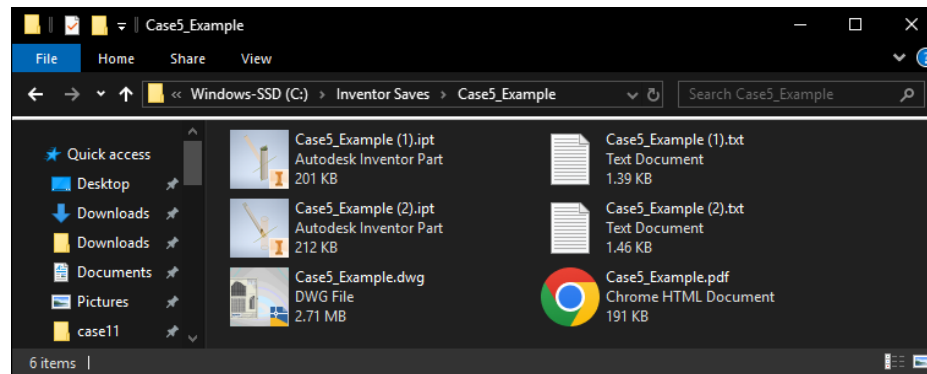 Case5_Example
File Home Share View
« Windows-SSD (C:) › Inventor Saves › Case5_Example
Search Case5_Example
Quick access
Desktop
Downloads
Downloads
Documents
Pictures
case11
Case5_Example (1).ipt
Autodesk Inventor Part
201 KB
Case5_Example (1).txt
Text Document
1.39 KB
Case5_Example (2).ipt
Autodesk Inventor Part
212 KB
Case5_Example (2).txt
Text Document
1.46 KB
Case5_Example.dwg
DWG File
2.71 MB
Case5_Example.pdf
Chrome HTML Document
191 KB
6 items